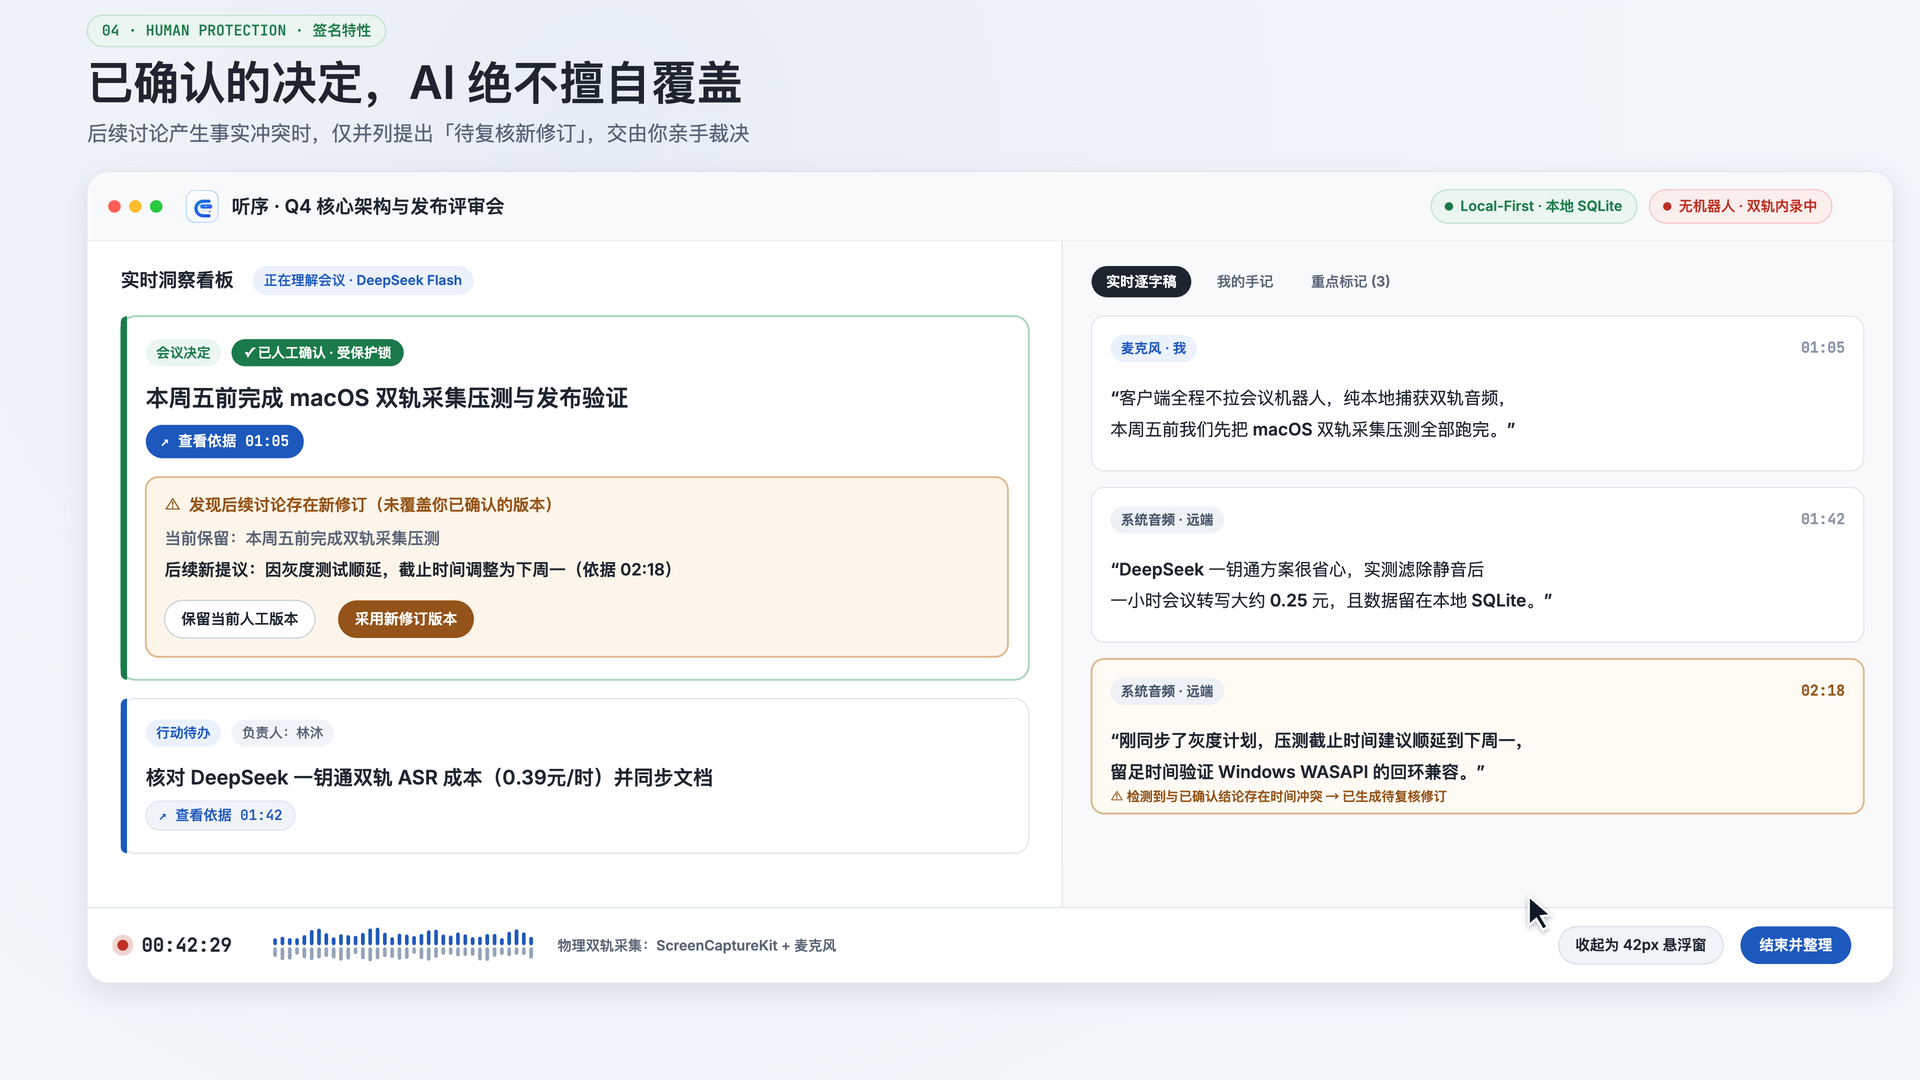 04 · HUMAN PROTECTION · 签名特性
已确认的决定，AI 绝不擅自覆盖
后续讨论产生事实冲突时，仅并列提出「待复核新修订」，交由你亲手裁决
听序 · Q4 核心架构与发布评审会
Local-First · 本地 SQLite
无机器人 · 双轨内录中
实时洞察看板
正在理解会议 · DeepSeek Flash
会议决定
✓已人工确认 · 受保护锁
本周五前完成 macOS 双轨采集压测与发布验证
↗ 查看依据 01:05
⚠ 发现后续讨论存在新修订（未覆盖你已确认的版本）
当前保留：本周五前完成双轨采集压测
后续新提议：因灰度测试顺延，截止时间调整为下周一（依据 02:18）
保留当前人工版本
采用新修订版本
行动待办
负责人：林沐
核对 DeepSeek 一钥通双轨 ASR 成本（0.39元/时）并同步文档
↗ 查看依据 01:42
实时逐字稿
我的手记
重点标记 (3)
麦克风 · 我
01:05
“客户端全程不拉会议机器人，纯本地捕获双轨音频，
本周五前我们先把 macOS 双轨采集压测全部跑完。”
系统音频 · 远端
01:42
“DeepSeek 一钥通方案很省心，实测滤除静音后
一小时会议转写大约 0.25 元，且数据留在本地 SQLite。”
系统音频 · 远端
02:18
“刚同步了灰度计划，压测截止时间建议顺延到下周一，
留足时间验证 Windows WASAPI 的回环兼容。”
⚠ 检测到与已确认结论存在时间冲突 → 已生成待复核修订
00:42:29
物理双轨采集：ScreenCaptureKit + 麦克风
收起为 42px 悬浮窗
结束并整理